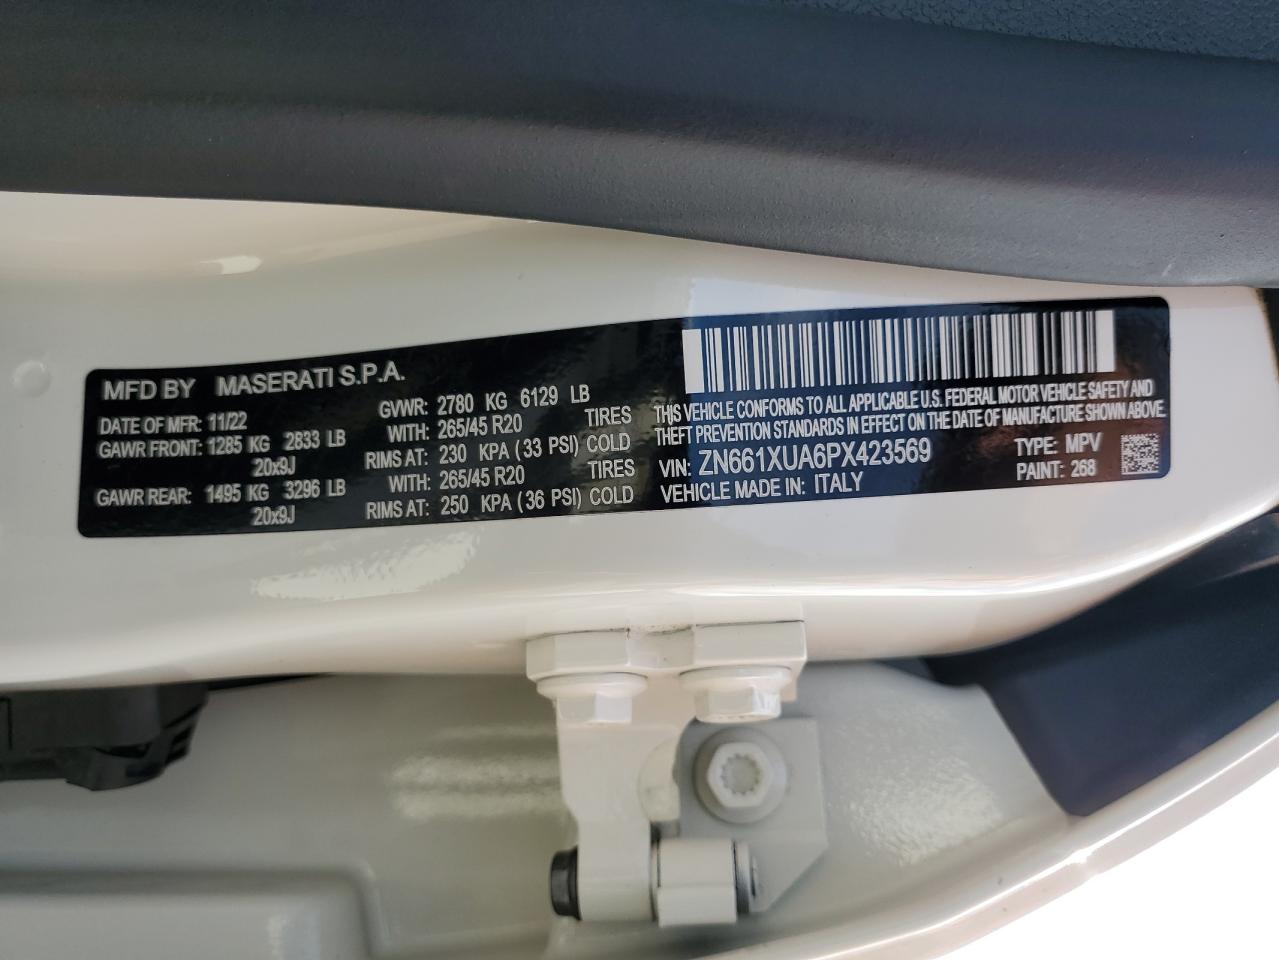 MFD BY MASERATI S.P.A.
DATE OF MFR: 11/22 GVWR: 2780 KG 6129 LB
GAWR FRONT: 1285 KG 2833 LB WITH: 265/45 R20 TIRES
20x9J RIMS AT: 230 KPA (33 PSI) COLD
GAWR REAR: 1495 KG 3296 LB WITH: 265/45 R20 TIRES
20x9J RIMS AT: 250 KPA (36 PSI) COLD
THIS VEHICLE CONFORMS TO ALL APPLICABLE U.S. FEDERAL MOTOR VEHICLE SAFETY AND
THEFT PREVENTION STANDARDS IN EFFECT ON THE DATE OF MANUFACTURE SHOWN ABOVE.
VIN: ZN661XUA6PX423569 TYPE: MPV
VEHICLE MADE IN: ITALY PAINT: 268